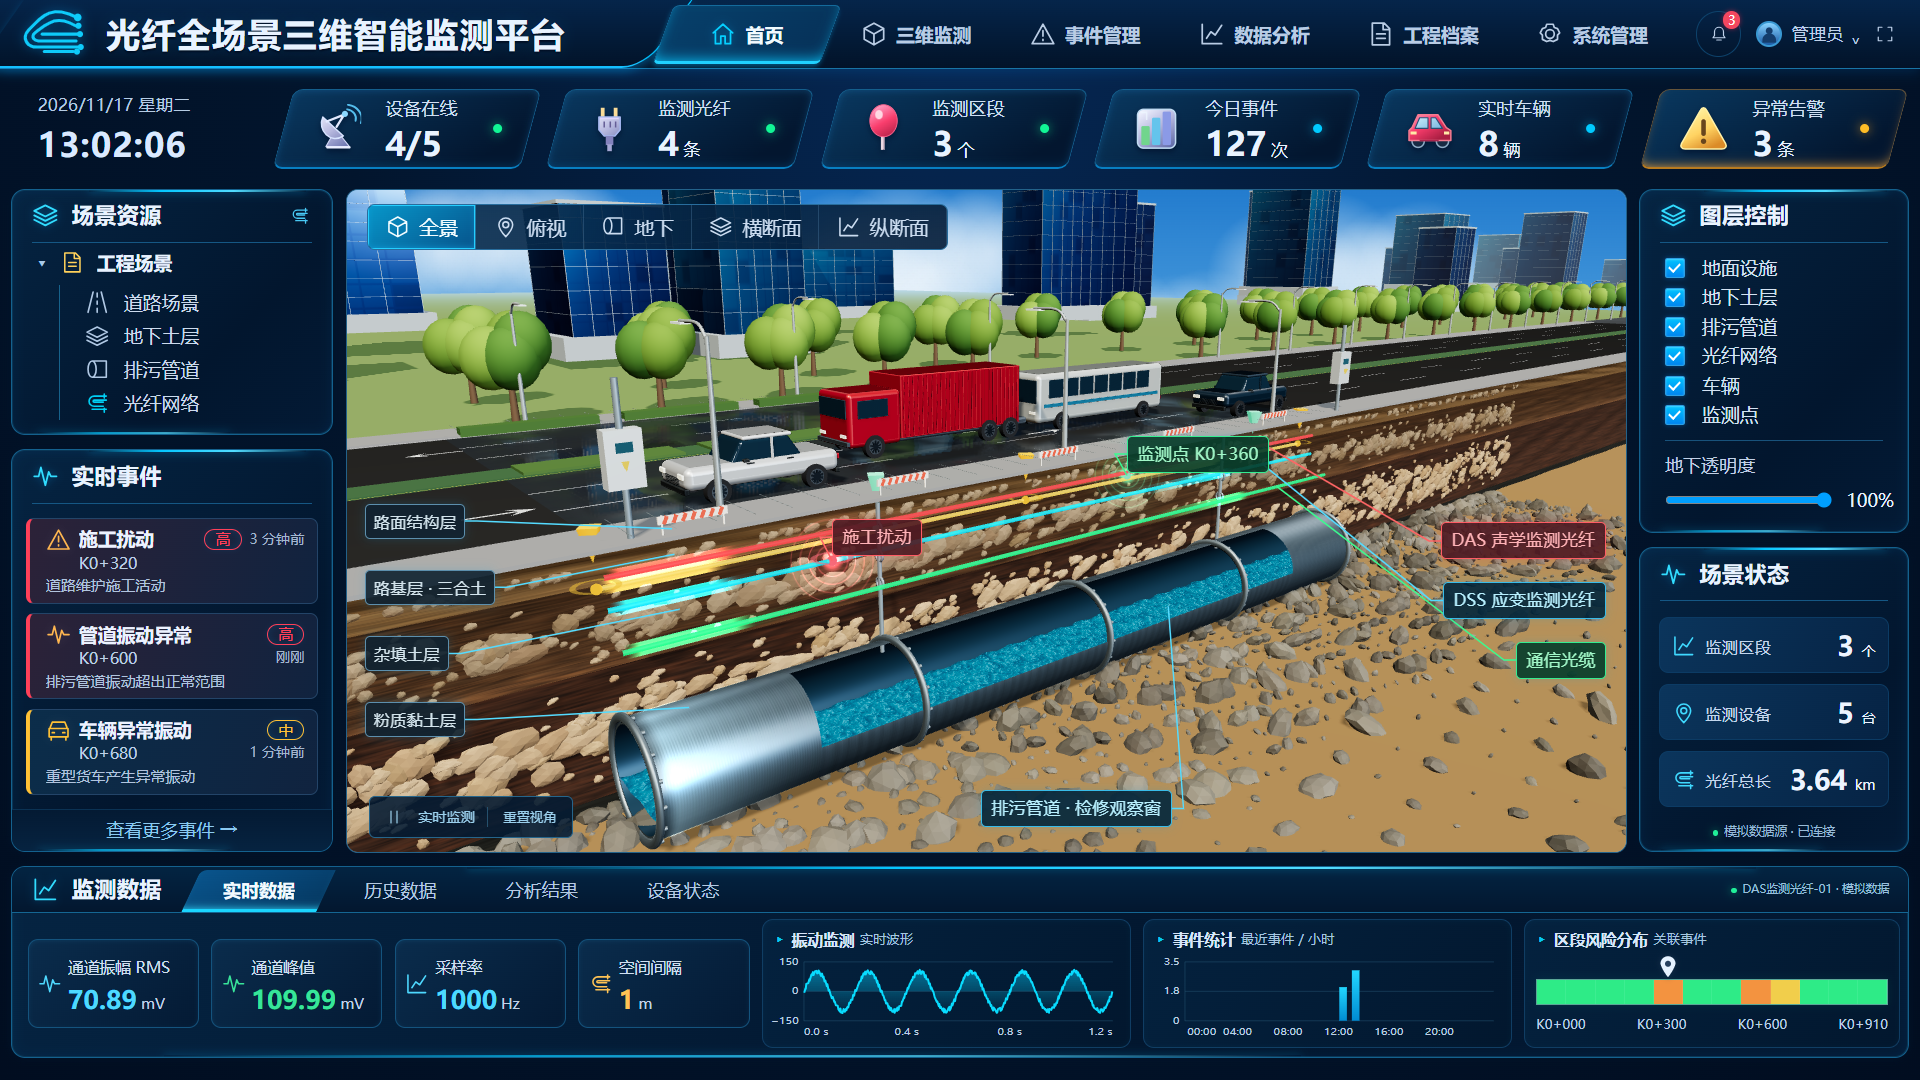 光纤全场景三维智能监测平台
首页
三维监测
事件管理
数据分析
工程档案
系统管理
3
管理员
2026/11/17 星期二
13:02:06
设备在线
4/5
监测光纤
4 条
监测区段
3 个
今日事件
127 次
实时车辆
8 辆
异常告警
3 条
场景资源
工程场景
道路场景
地下土层
排污管道
光纤网络
实时事件
施工扰动
高
3 分钟前
K0+320
道路维护施工活动
管道振动异常
高
K0+600
刚刚
排污管道振动超出正常范围
车辆异常振动
中
K0+680
1 分钟前
重型货车产生异常振动
查看更多事件
全景
俯视
地下
横断面
纵断面
监测点 K0+360
施工扰动
路面结构层
路基层 · 三合土
杂填土层
粉质黏土层
DAS 声学监测光纤
DSS 应变监测光纤
通信光缆
排污管道 · 检修观察窗
实时监测
重置视角
图层控制
地面设施
地下土层
排污管道
光纤网络
车辆
监测点
地下透明度
100%
场景状态
监测区段
3 个
监测设备
5 台
光纤总长
3.64 km
模拟数据源 · 已连接
监测数据
实时数据
历史数据
分析结果
设备状态
DAS监测光纤-01 · 模拟数据
通道振幅 RMS
70.89 mV
通道峰值
109.99 mV
采样率
1000 Hz
空间间隔
1 m
振动监测 实时波形
150
0
−150
0.0 s
0.4 s
0.8 s
1.2 s
事件统计 最近事件 / 小时
3.5
1.8
0
00:00
04:00
08:00
12:00
16:00
20:00
区段风险分布 关联事件
K0+000
K0+300
K0+600
K0+910